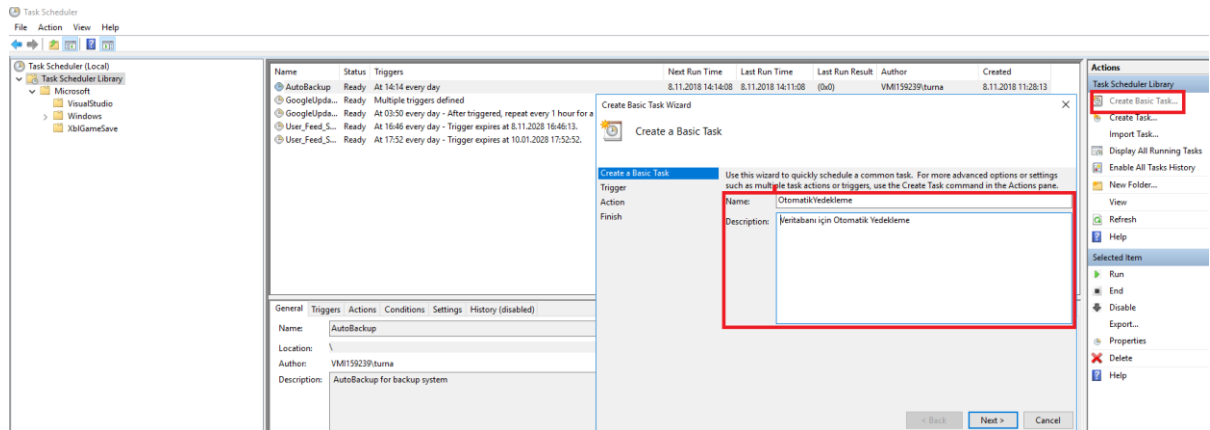 Task Scheduler
File Action View Help
Task Scheduler (Local)
Task Scheduler Library
Microsoft
VisualStudio
Windows
XblGameSave
Name Status Triggers Next Run Time Last Run Time Last Run Result Author Created
AutoBackup Ready At 14:14 every day 8.11.2018 14:14:08 8.11.2018 14:11:08 (0x0) VMI159239\turna 8.11.2018 11:28:13
GoogleUpda... Ready Multiple triggers defined
GoogleUpda... Ready At 03:50 every day - After triggered, repeat every 1 hour for a
User_Feed_S... Ready At 16:46 every day - Trigger expires at 8.11.2028 16:46:13.
User_Feed_S... Ready At 17:52 every day - Trigger expires at 10.01.2028 17:52:52.
Create Basic Task Wizard
Create a Basic Task
Create a Basic Task
Trigger
Action
Finish
Use this wizard to quickly schedule a common task. For more advanced options or settings
such as multiple task actions or triggers, use the Create Task command in the Actions pane.
Name: OtomatikYedekleme
Description: Veritabanı için Otomatik Yedekleme
< Back Next > Cancel
General Triggers Actions Conditions Settings History (disabled)
Name: AutoBackup
Location: \
Author: VMI159239\turna
Description: AutoBackup for backup system
Actions
Task Scheduler Library
Create Basic Task...
Create Task...
Import Task...
Display All Running Tasks
Enable All Tasks History
New Folder...
View
Refresh
Help
Selected Item
Run
End
Disable
Export...
Properties
Delete
Help